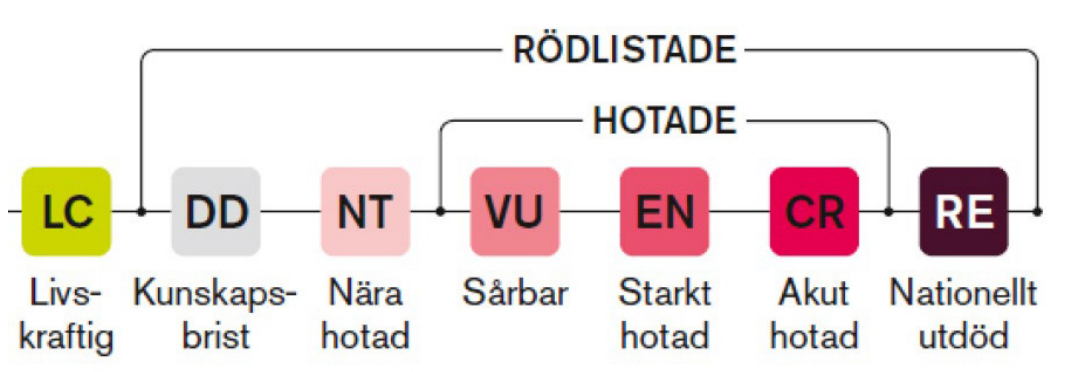 RÖDLISTADE
HOTADE
LC DD NT VU EN CR RE
Livs- Kunskaps- Nära Sårbar Starkt Akut Nationellt
kraftig brist hotad hotad hotad utdöd